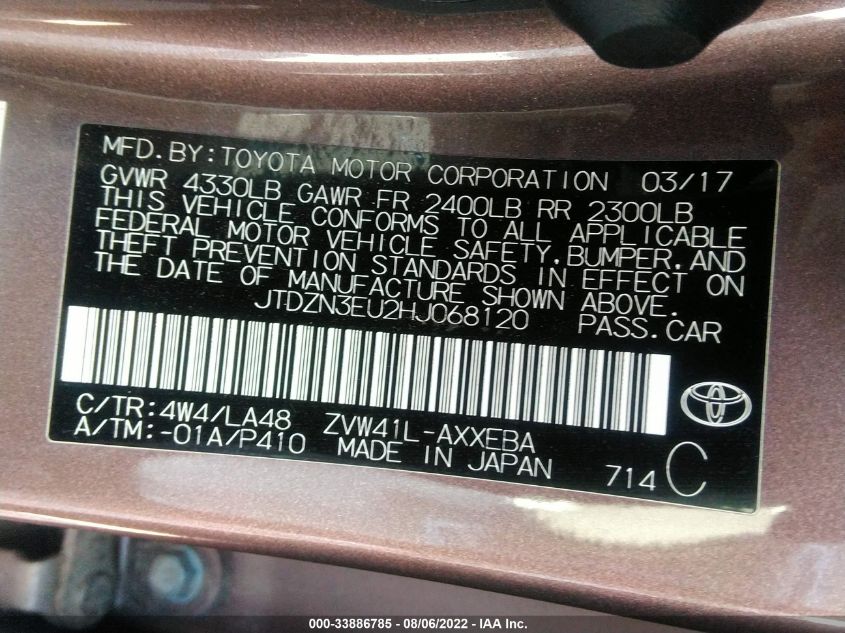 MFD.BY:TOYOTA MOTOR CORPORATION 03/17
GVWR 4330LB GAWR FR 2400LB RR 2300LB
THIS VEHICLE CONFORMS TO ALL APPLICABLE
FEDERAL MOTOR VEHICLE SAFETY,BUMPER,AND
THEFT PREVENTION STANDARDS IN EFFECT ON
THE DATE OF MANUFACTURE SHOWN ABOVE.
JTDZN3EU2HJ068120 PASS.CAR
C/TR:4W4/LA48 ZVW41L-AXXEBA
A/TM:-01A/P410 MADE IN JAPAN 714 C
000-33886785 - 08/06/2022 - IAA Inc.